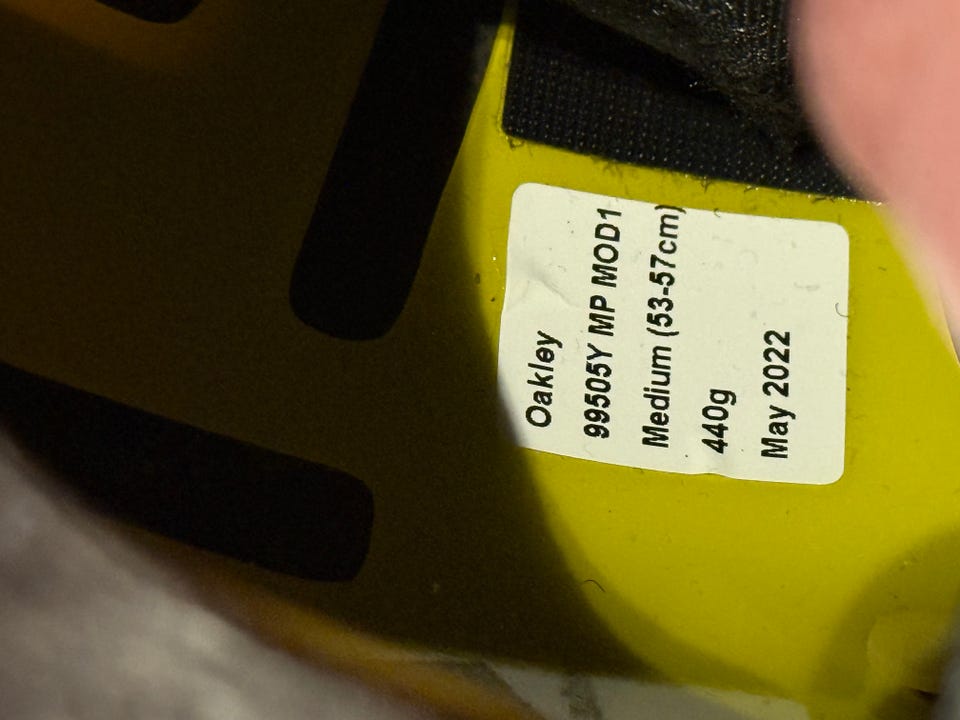 Oakley
99505Y MP MOD1
Medium (53-57cm)
440g
May 2022